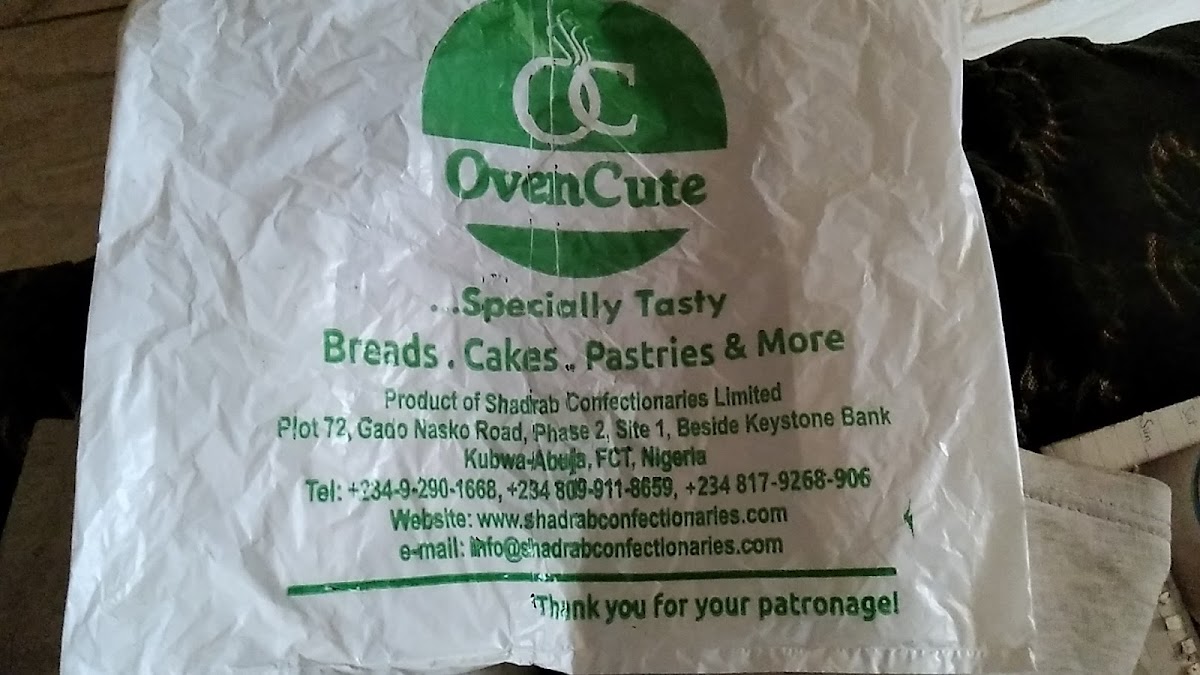 OC
OvenCute
...Specially Tasty
Breads . Cakes . Pastries & More
Product of Shadrab Confectionaries Limited
Plot 72, Gado Nasko Road, Phase 2, Site 1, Beside Keystone Bank
Kubwa-Abuja, FCT, Nigeria
Tel: +234-9-290-1668, +234 809-911-8659, +234 817-9268-906
Website: www.shadrabconfectionaries.com
e-mail: info@shadrabconfectionaries.com
Thank you for your patronage!